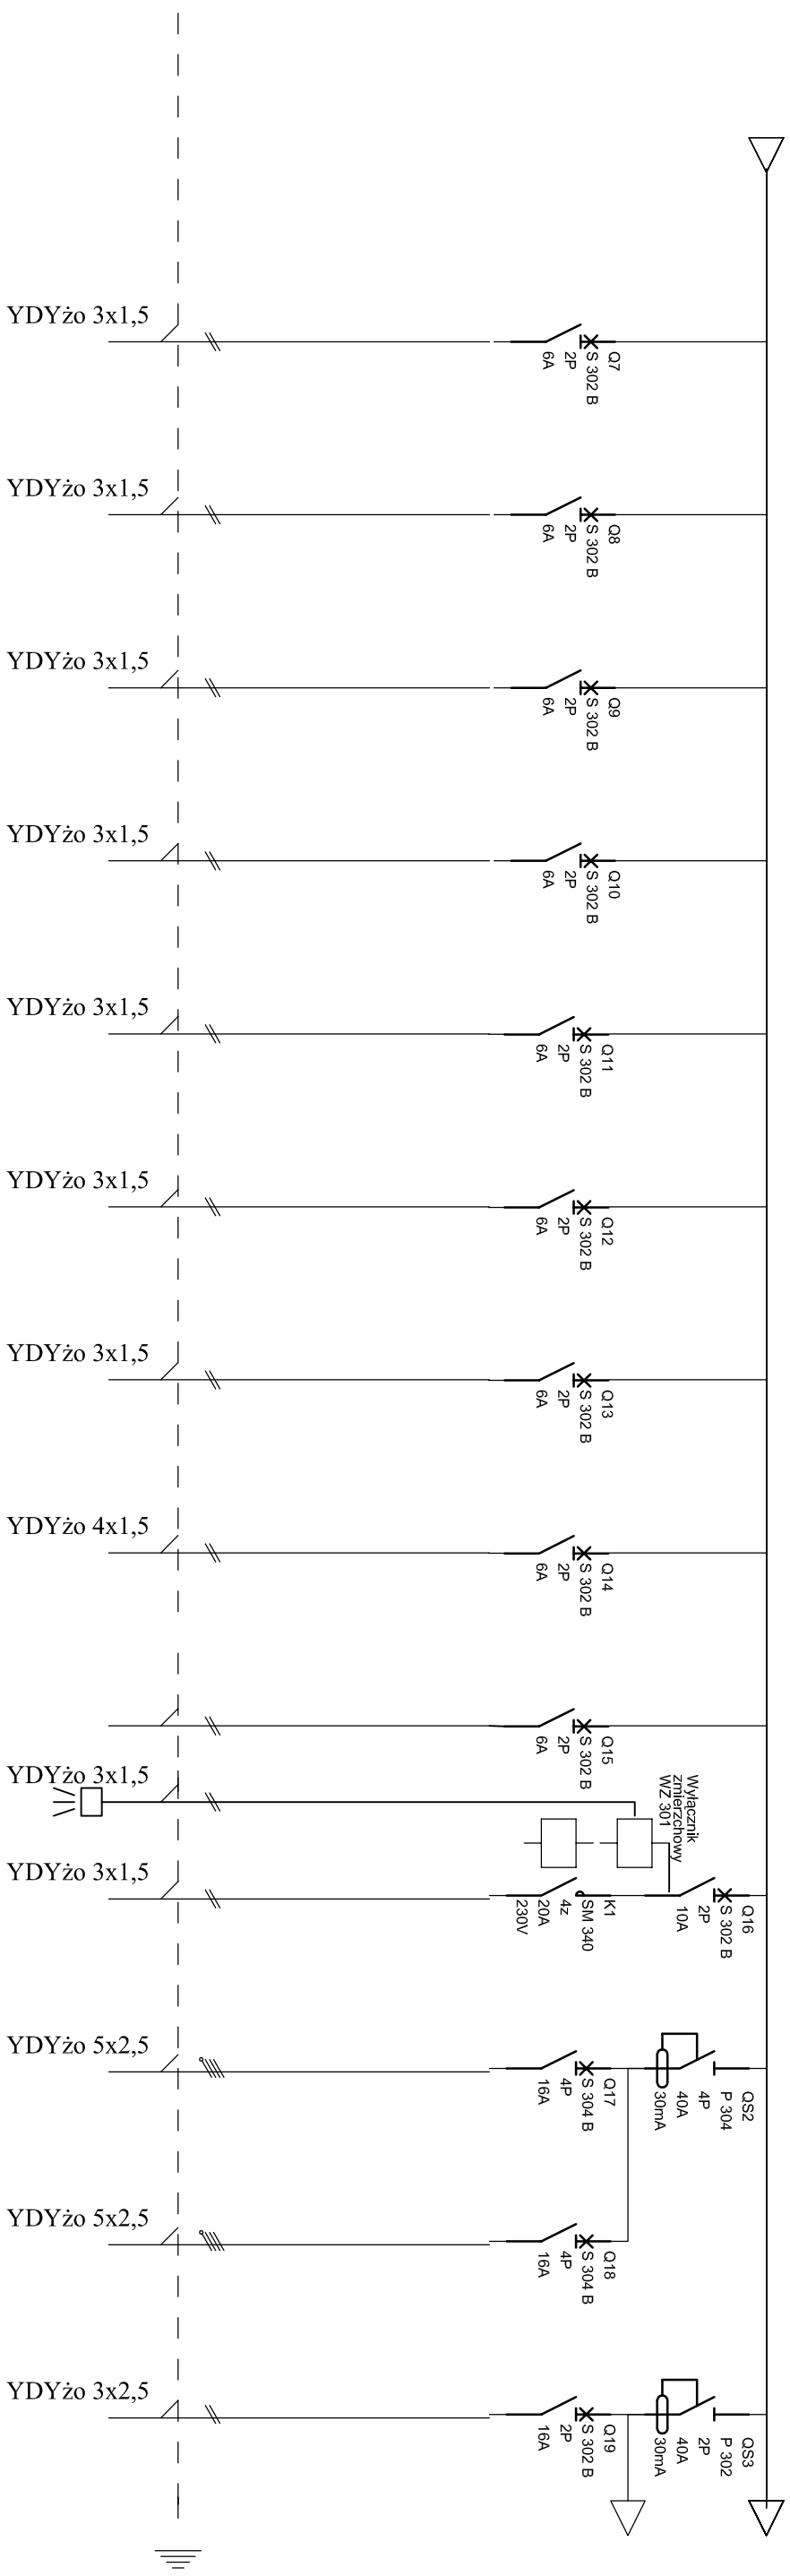 YDYżo 3x1,5
Q7
S 302 B
2P
6A
YDYżo 3x1,5
Q8
S 302 B
2P
6A
YDYżo 3x1,5
Q9
S 302 B
2P
6A
YDYżo 3x1,5
Q10
S 302 B
2P
6A
YDYżo 3x1,5
Q11
S 302 B
2P
6A
YDYżo 3x1,5
Q12
S 302 B
2P
6A
YDYżo 3x1,5
Q13
S 302 B
2P
6A
YDYżo 4x1,5
Q14
S 302 B
2P
6A
Q15
S 302 B
2P
6A
YDYżo 3x1,5
Wyłącznik
zmierzchowy
WZ 301
YDYżo 3x1,5
K1
SM 340
4z
20A
230V
Q16
S 302 B
2P
10A
YDYżo 5x2,5
Q17
S 304 B
4P
16A
QS2
P 304
4P
40A
30mA
YDYżo 5x2,5
Q18
S 304 B
4P
16A
YDYżo 3x2,5
Q19
S 302 B
2P
16A
QS3
P 302
2P
40A
30mA